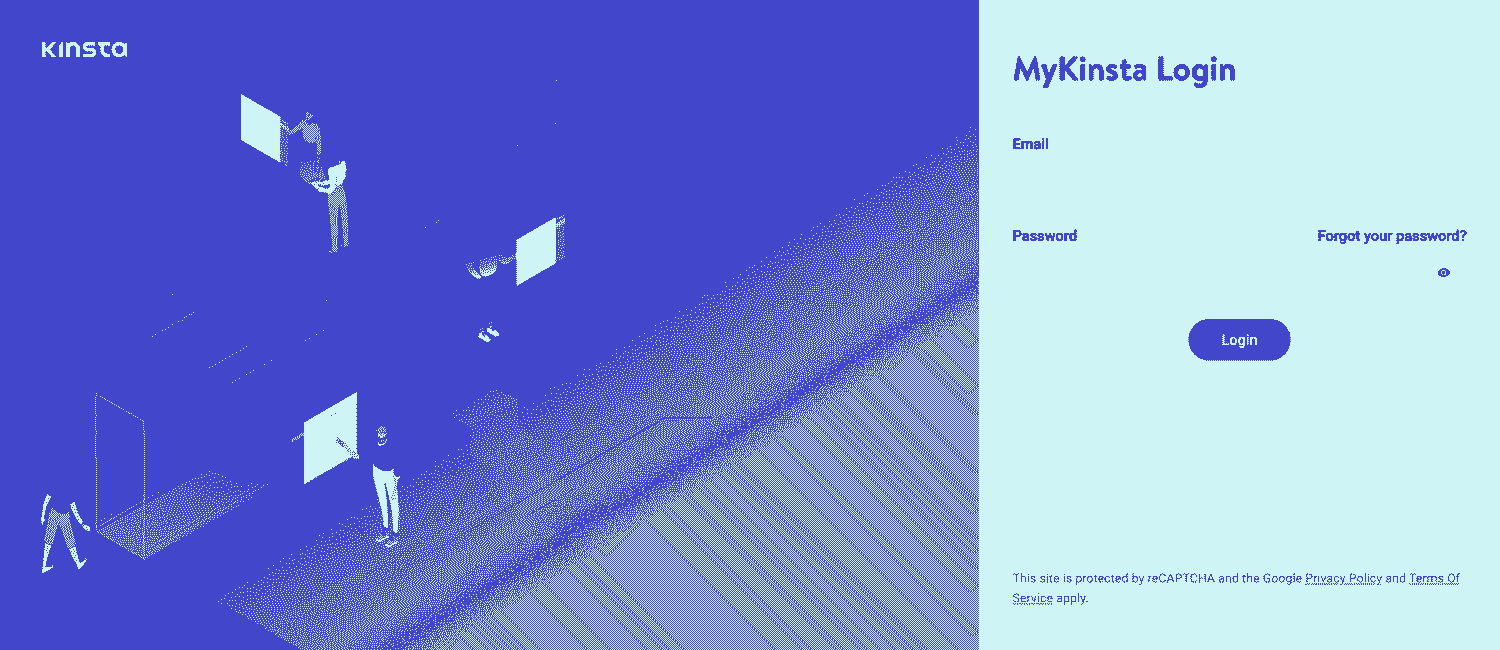 Kinsta
MyKinsta Login
Email
Password
Forgot your password?
Login
This site is protected by reCAPTCHA and the Google Privacy Policy and Terms Of
Service apply.